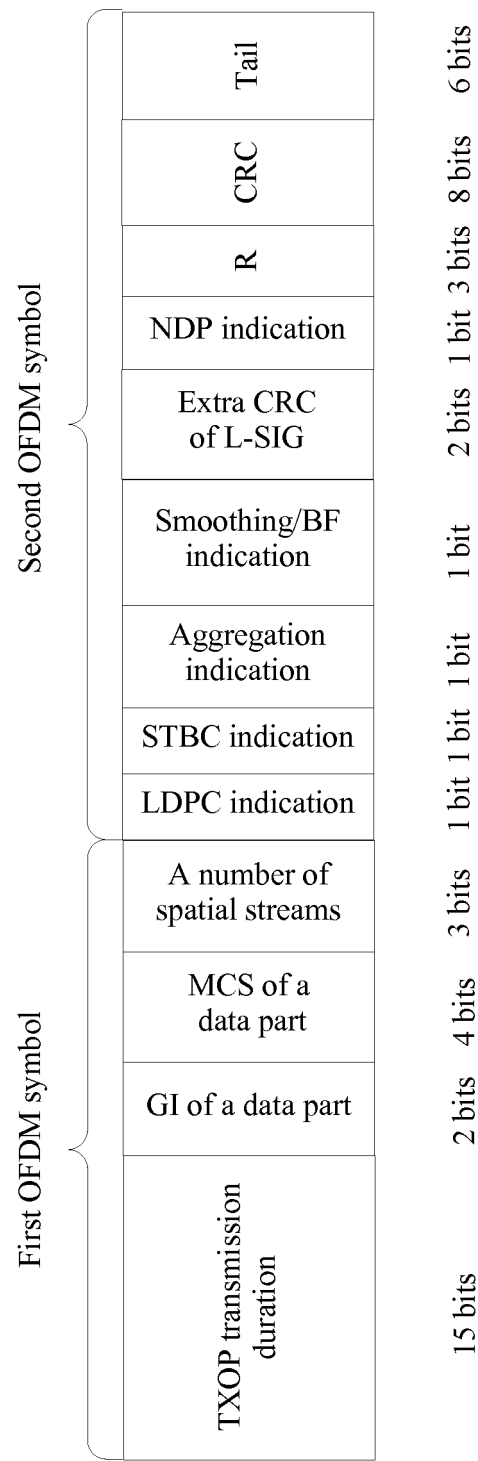 Second OFDM symbol
First OFDM symbol
Tail
6 bits
CRC
8 bits
R
3 bits
NDP indication
1 bit
Extra CRC
of L-SIG
2 bits
Smoothing/BF
indication
1 bit
Aggregation
indication
1 bit
STBC indication
1 bit
LDPC indication
1 bit
A number of
spatial streams
3 bits
MCS of a
data part
4 bits
GI of a data part
2 bits
TXOP transmission
duration
15 bits